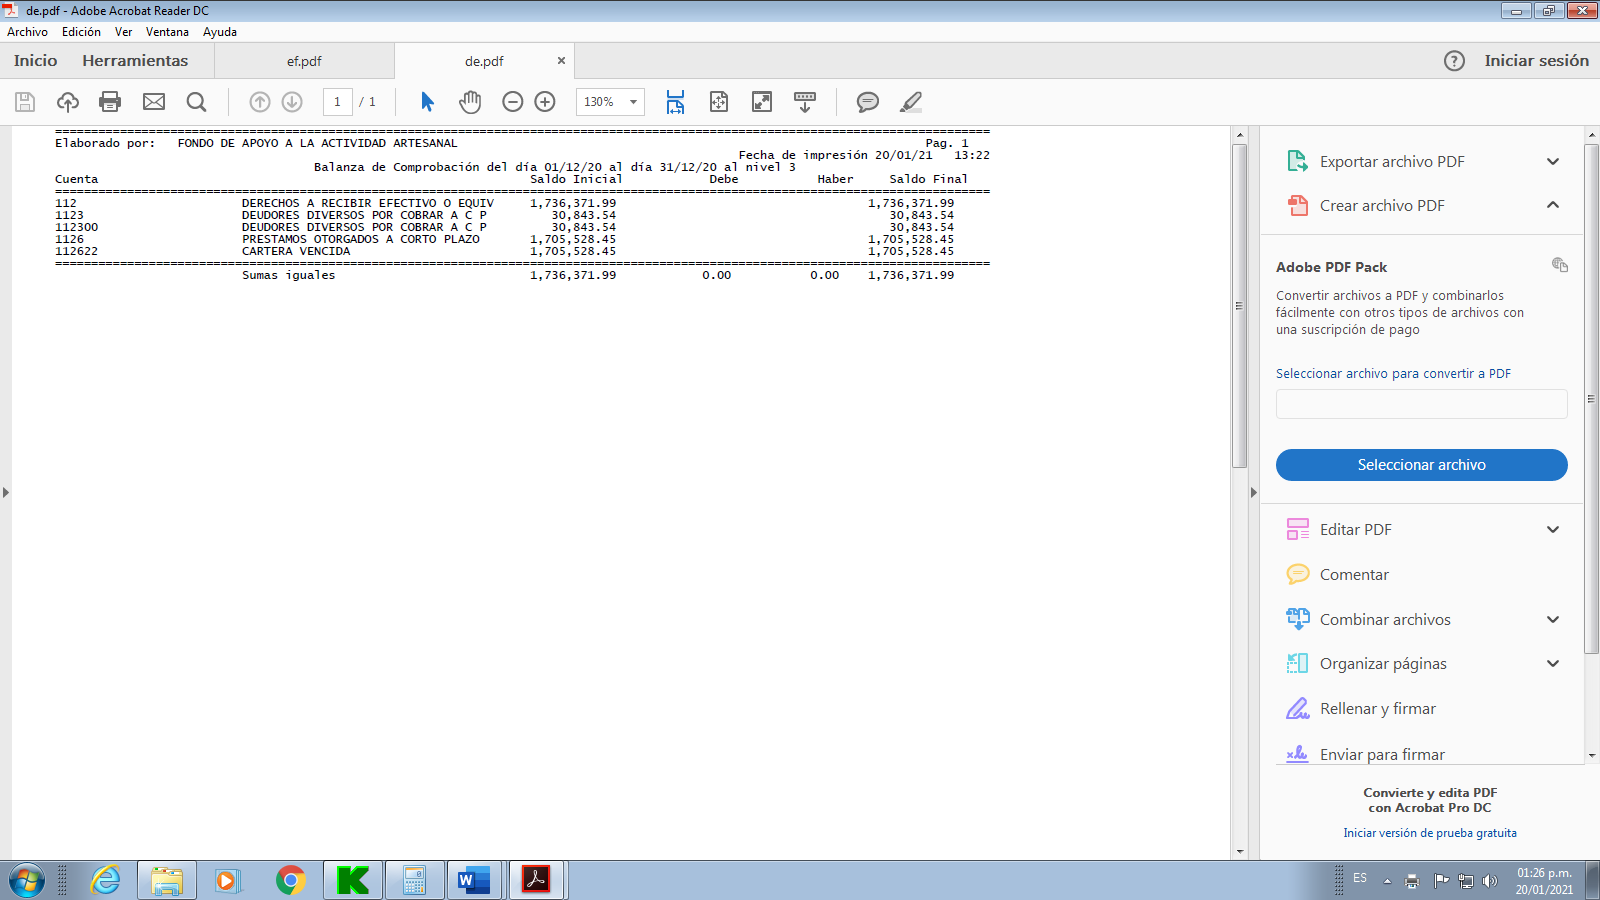 de.pdf - Adobe Acrobat Reader DC
Archivo Edición Ver Ventana Ayuda
Inicio Herramientas ef.pdf de.pdf × ? Iniciar sesión
1 / 1 130%
==========
Elaborado por: FONDO DE APOYO A LA ACTIVIDAD ARTESANAL Pag. 1
Fecha de impresión 20/01/21 13:22
Balanza de Comprobación del día 01/12/20 al día 31/12/20 al nivel 3
Cuenta Saldo Inicial Debe Haber Saldo Final
==========
112 DERECHOS A RECIBIR EFECTIVO O EQUIV 1,736,371.99 1,736,371.99
1123 DEUDORES DIVERSOS POR COBRAR A C P 30,843.54 30,843.54
112300 DEUDORES DIVERSOS POR COBRAR A C P 30,843.54 30,843.54
1126 PRESTAMOS OTORGADOS A CORTO PLAZO 1,705,528.45 1,705,528.45
112622 CARTERA VENCIDA 1,705,528.45 1,705,528.45
==========
Sumas iguales 1,736,371.99 0.00 0.00 1,736,371.99
Exportar archivo PDF
Crear archivo PDF
Adobe PDF Pack
Convertir archivos a PDF y combinarlos
fácilmente con otros tipos de archivos con
una suscripción de pago
Seleccionar archivo para convertir a PDF
Seleccionar archivo
Editar PDF
Comentar
Combinar archivos
Organizar páginas
Rellenar y firmar
Enviar para firmar
Convierte y edita PDF
con Acrobat Pro DC
Iniciar versión de prueba gratuita
ES 01:26 p.m.
20/01/2021